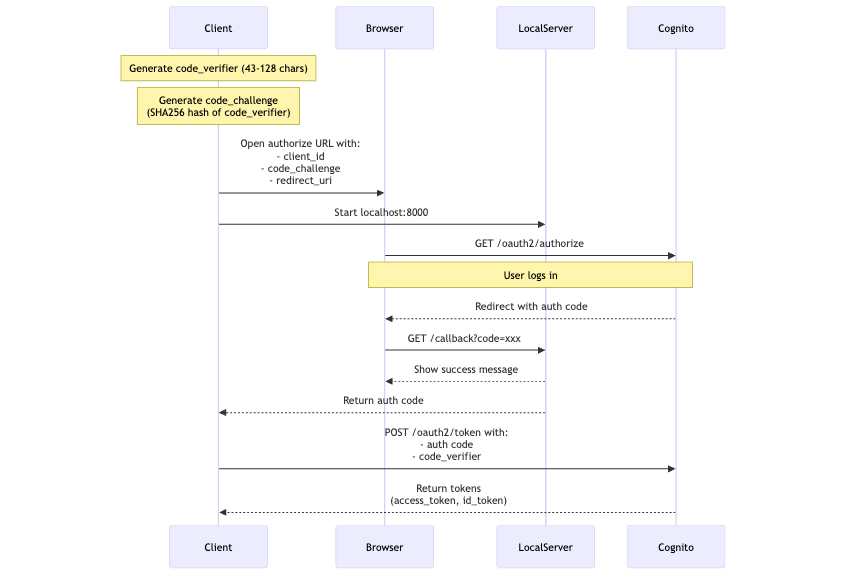 Client
Browser
LocalServer
Cognito
Generate code_verifier (43-128 chars)
Generate code_challenge
(SHA256 hash of code_verifier)
Open authorize URL with:
- client_id
- code_challenge
- redirect_uri
Start localhost:8000
GET /oauth2/authorize
User logs in
Redirect with auth code
GET /callback?code=xxx
Show success message
Return auth code
POST /oauth2/token with:
- auth code
- code_verifier
Return tokens
(access_token, id_token)
Client
Browser
LocalServer
Cognito